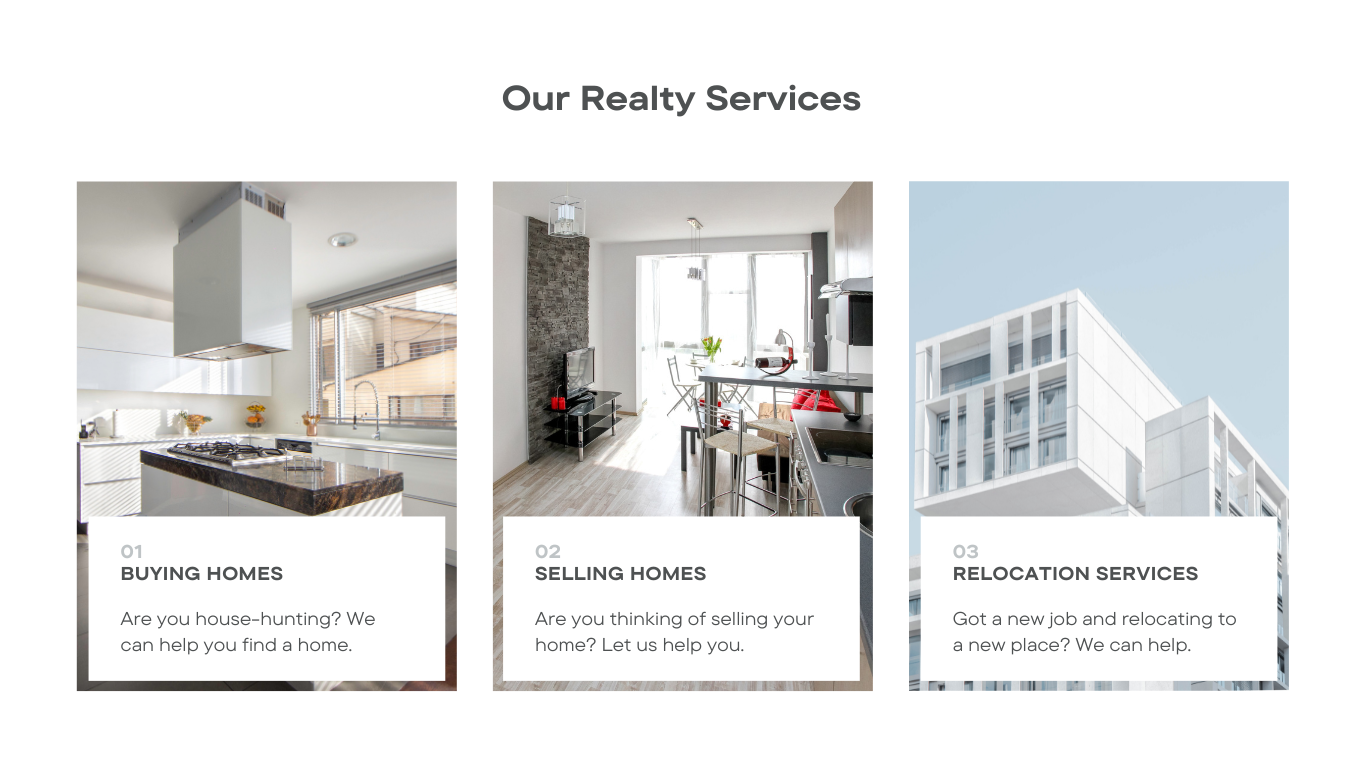 Our Realty Services
01
BUYING HOMES
Are you house-hunting? We
can help you find a home.
02
SELLING HOMES
Are you thinking of selling your
home? Let us help you.
03
RELOCATION SERVICES
Got a new job and relocating to
a new place? We can help.